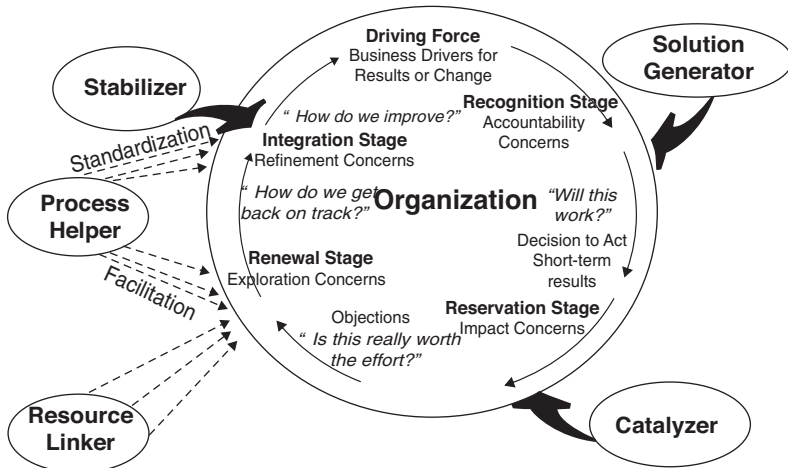 Driving Force
Business Drivers for
Results or Change
Solution
Generator
Stabilizer
Recognition Stage
Accountability
Concerns
“ How do we improve?”
Integration Stage
Refinement Concerns
Standardization
“ How do we get
back on track?”
Organization
“Will this
work?”
Process
Helper
Decision to Act
Short-term
results
Renewal Stage
Exploration Concerns
Facilitation
Reservation Stage
Impact Concerns
Objections
“ Is this really worth
the effort?”
Resource
Linker
Catalyzer